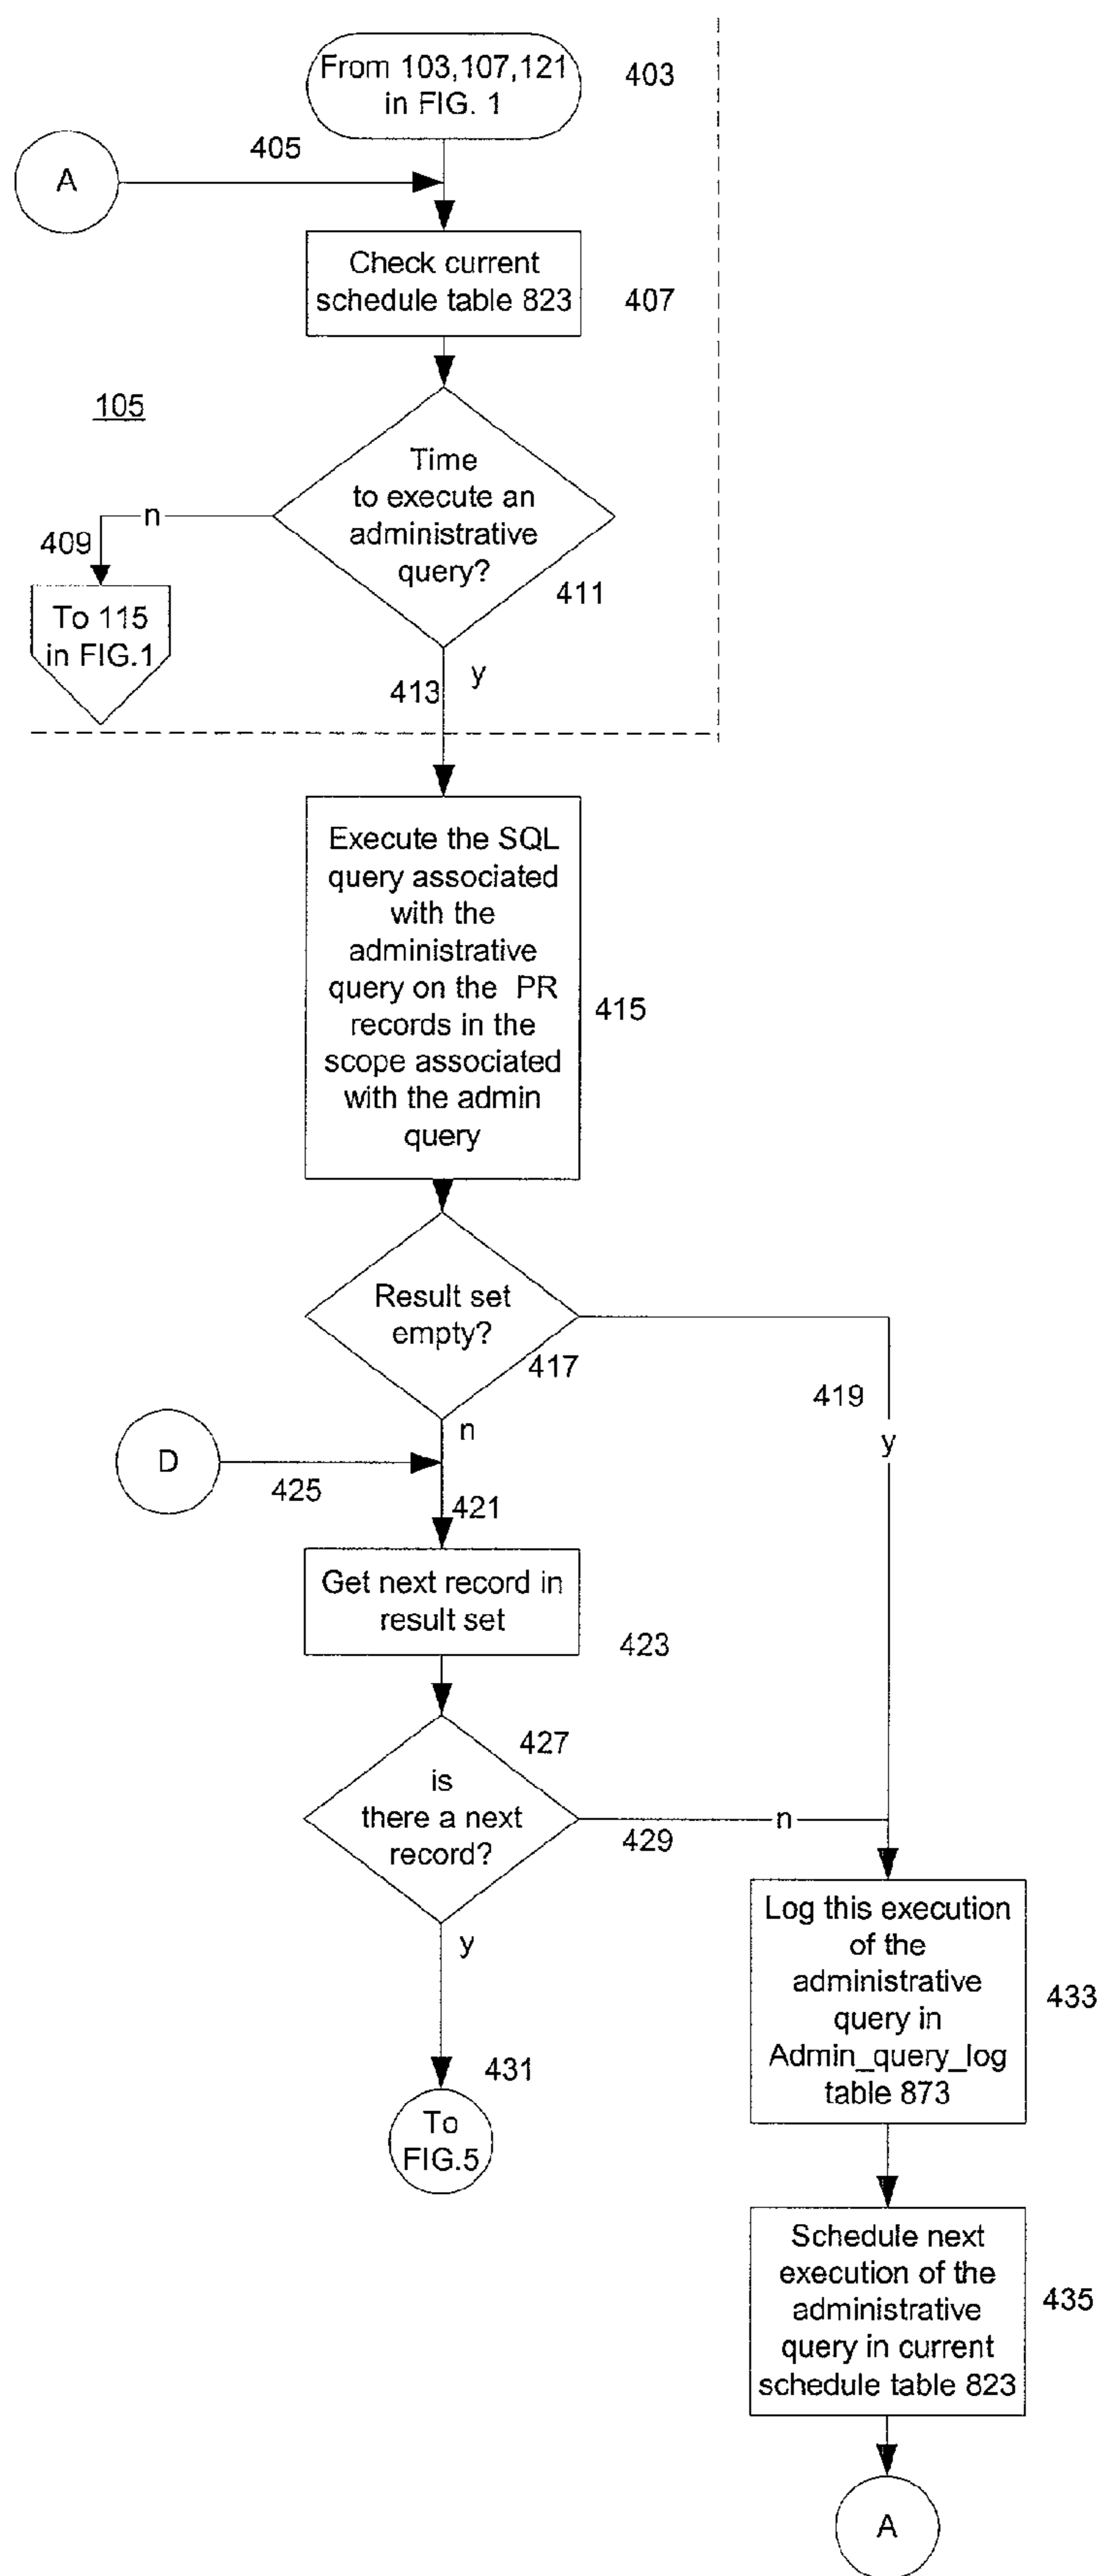 From 103,107,121
in FIG. 1
403
405
A
Check current
schedule table 823
407
105
Time
to execute an
administrative
query?
411
n
409
To 115
in FIG.1
y
413
Execute the SQL
query associated
with the
administrative
query on the PR
records in the
scope associated
with the admin
query
415
Result set
empty?
417
419
y
n
D
425
421
Get next record in
result set
423
427
is
there a next
record?
n
429
y
431
To
FIG.5
Log this execution
of the
administrative
query in
Admin_query_log
table 873
433
Schedule next
execution of the
administrative
query in current
schedule table 823
435
A